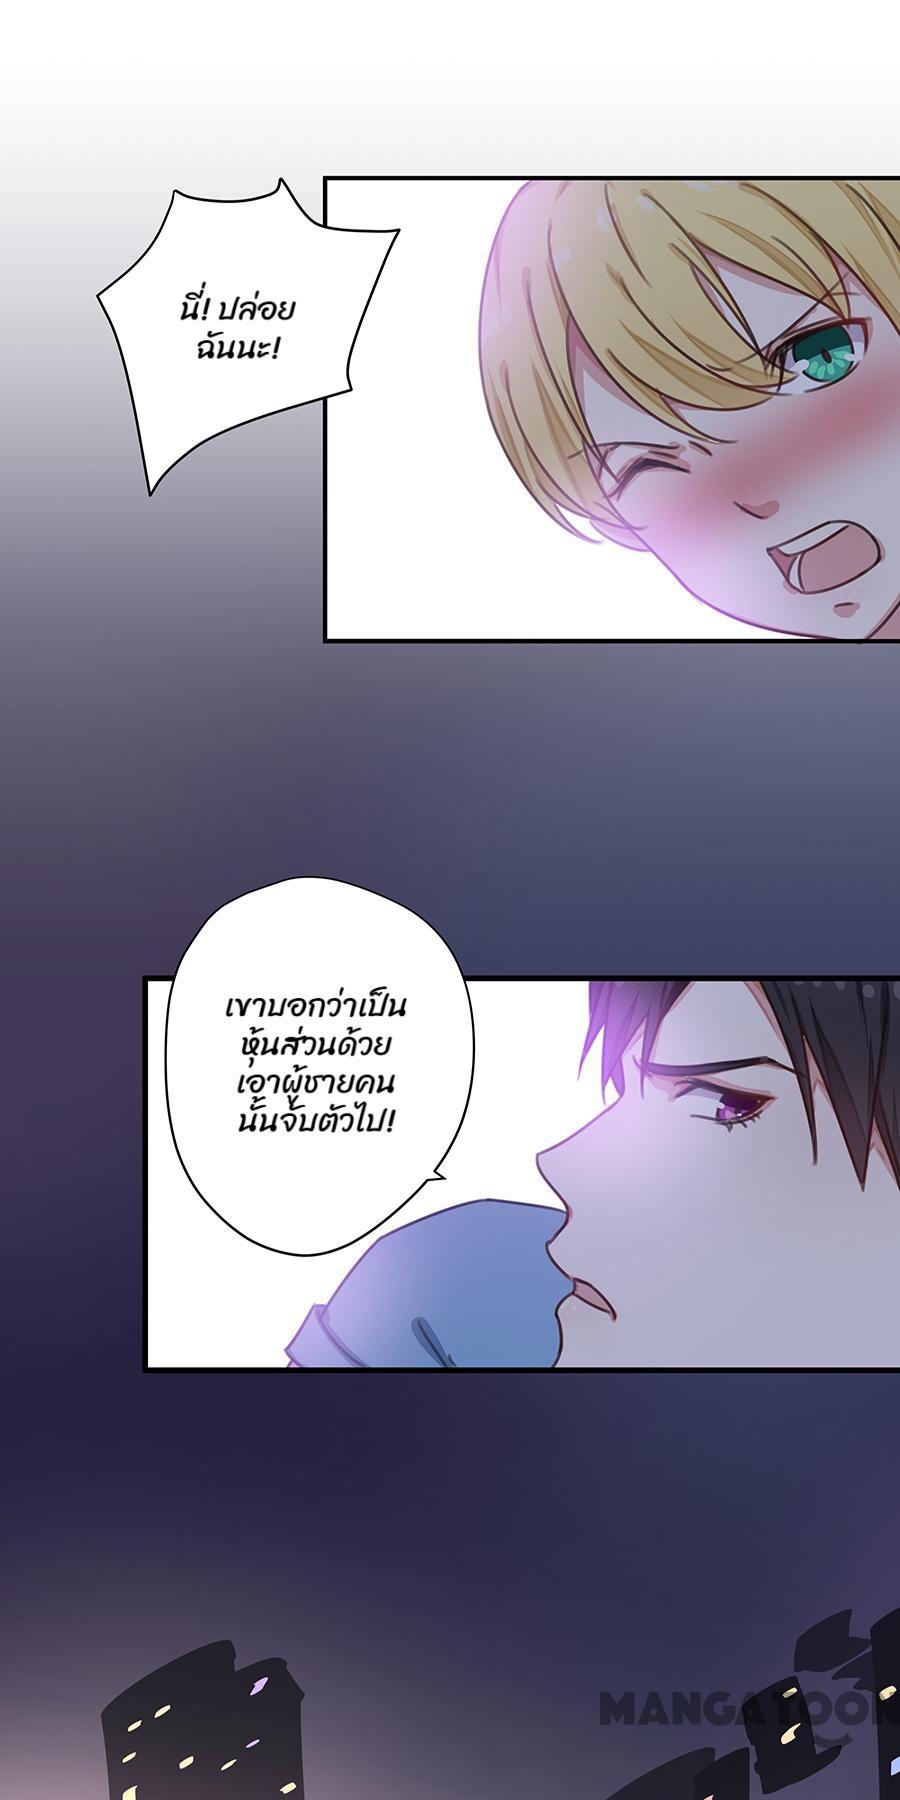 นี่! ปล่อย
ฉันนะ!
เขาบอกว่าเป็น
หุ้นส่วนด้วย
เอาผู้ชายคน
นั้นจับตัวไป!
MANGATOON